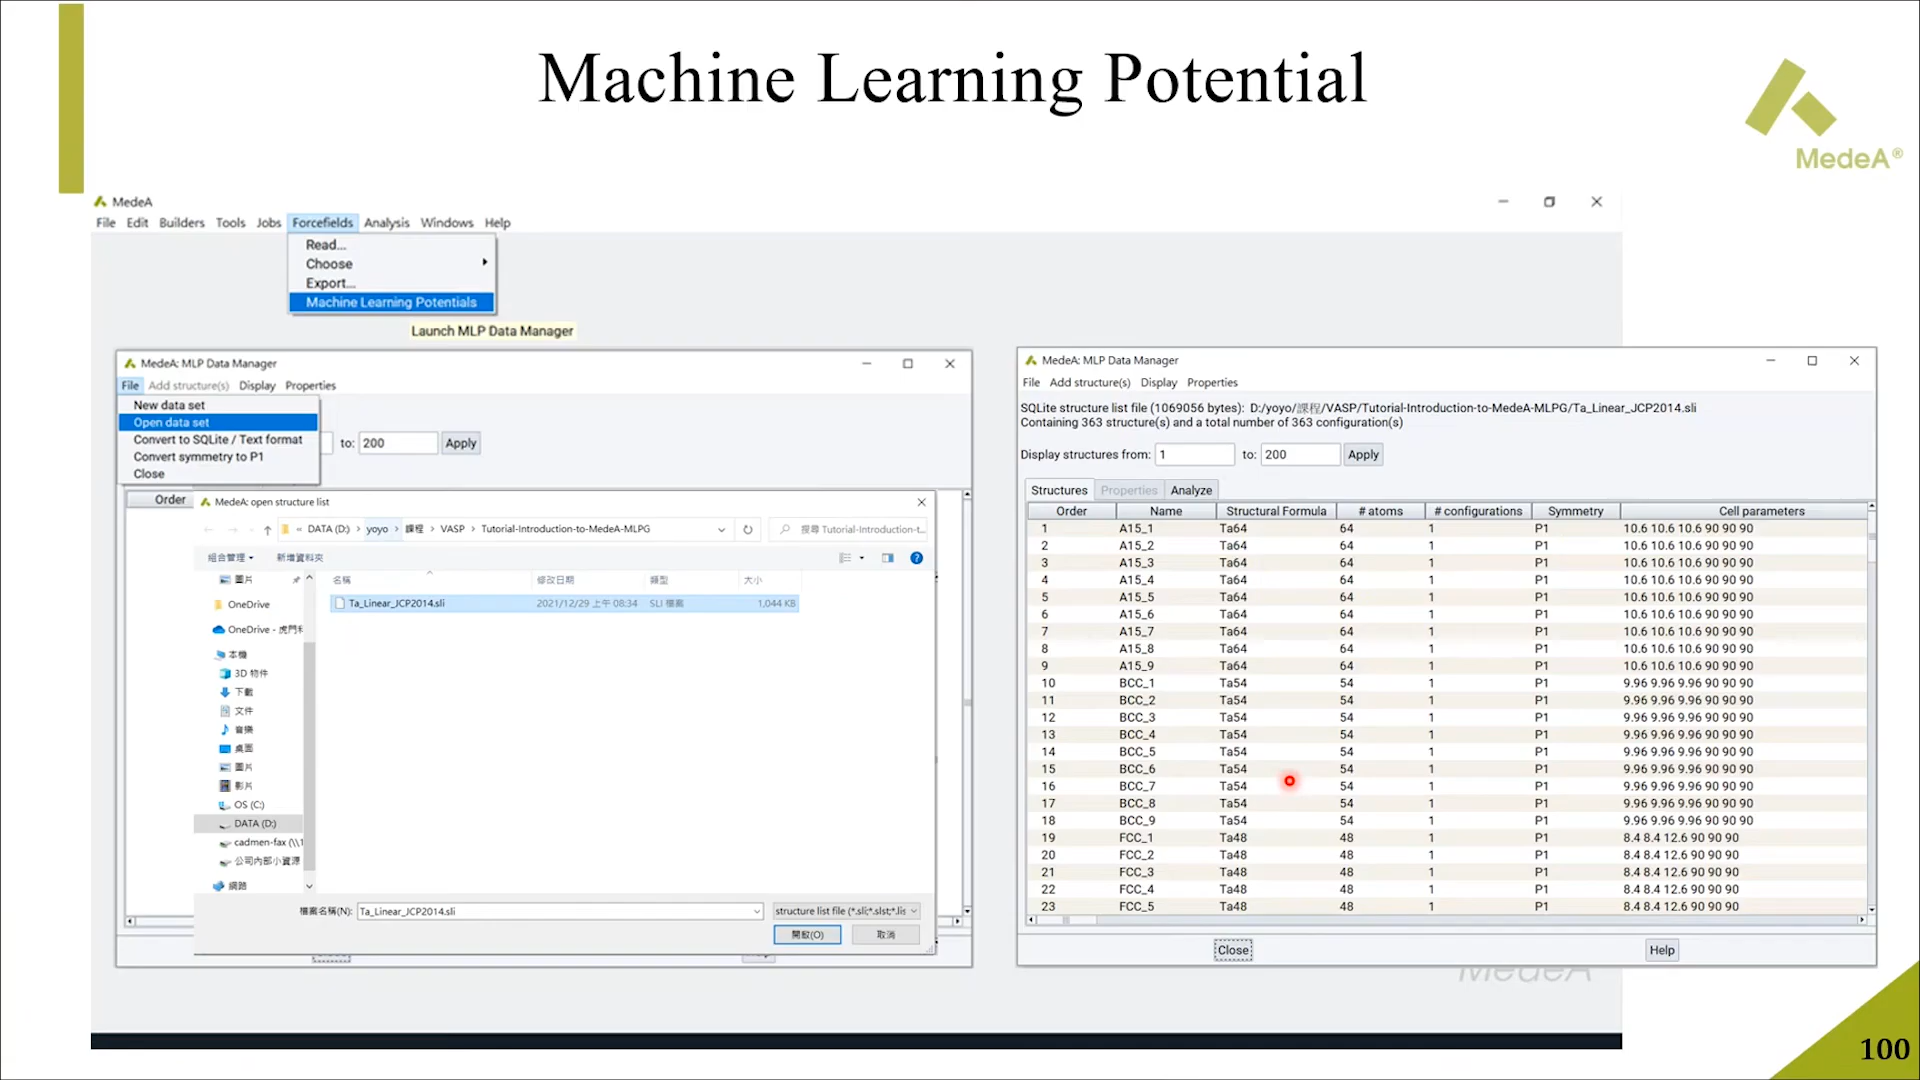 Machine Learning Potential
MedeA®
MedeA
File Edit Builders Tools Jobs Forcefields Analysis Windows Help
Read...
Choose
Export...
Machine Learning Potentials
Launch MLP Data Manager
MedeA: MLP Data Manager
File Add structure(s) Display Properties
New data set
Open data set
Convert to SQLite / Text format
Convert symmetry to P1
Close
to: 200 Apply
Order
MedeA: open structure list
« DATA (D:) › yoyo › 課程 › VASP › Tutorial-Introduction-to-MedeA-MLPG
搜尋 Tutorial-Introduction-t...
組合管理 新增資料夾
名稱 修改日期 類型 大小
Ta_Linear_JCP2014.sli 2021/12/29 上午 08:34 SLI 檔案 1,044 KB
圖片
OneDrive
OneDrive - 虎門科
本機
3D 物件
下載
文件
音樂
桌面
圖片
影片
OS (C:)
DATA (D:)
cadmen-fax (\\1
公司內部小資源
網路
檔案名稱(N): Ta_Linear_JCP2014.sli structure list file (*.sli;*.slst;*.lis
開啟(O) 取消
MedeA: MLP Data Manager
File Add structure(s) Display Properties
SQLite structure list file (1069056 bytes): D:/yoyo/課程/VASP/Tutorial-Introduction-to-MedeA-MLPG/Ta_Linear_JCP2014.sli
Containing 363 structure(s) and a total number of 363 configuration(s)
Display structures from: 1 to: 200 Apply
Structures Properties Analyze
Order Name Structural Formula # atoms # configurations Symmetry Cell parameters
1 A15_1 Ta64 64 1 P1 10.6 10.6 10.6 90 90 90
2 A15_2 Ta64 64 1 P1 10.6 10.6 10.6 90 90 90
3 A15_3 Ta64 64 1 P1 10.6 10.6 10.6 90 90 90
4 A15_4 Ta64 64 1 P1 10.6 10.6 10.6 90 90 90
5 A15_5 Ta64 64 1 P1 10.6 10.6 10.6 90 90 90
6 A15_6 Ta64 64 1 P1 10.6 10.6 10.6 90 90 90
7 A15_7 Ta64 64 1 P1 10.6 10.6 10.6 90 90 90
8 A15_8 Ta64 64 1 P1 10.6 10.6 10.6 90 90 90
9 A15_9 Ta64 64 1 P1 10.6 10.6 10.6 90 90 90
10 BCC_1 Ta54 54 1 P1 9.96 9.96 9.96 90 90 90
11 BCC_2 Ta54 54 1 P1 9.96 9.96 9.96 90 90 90
12 BCC_3 Ta54 54 1 P1 9.96 9.96 9.96 90 90 90
13 BCC_4 Ta54 54 1 P1 9.96 9.96 9.96 90 90 90
14 BCC_5 Ta54 54 1 P1 9.96 9.96 9.96 90 90 90
15 BCC_6 Ta54 54 1 P1 9.96 9.96 9.96 90 90 90
16 BCC_7 Ta54 54 1 P1 9.96 9.96 9.96 90 90 90
17 BCC_8 Ta54 54 1 P1 9.96 9.96 9.96 90 90 90
18 BCC_9 Ta54 54 1 P1 9.96 9.96 9.96 90 90 90
19 FCC_1 Ta48 48 1 P1 8.4 8.4 12.6 90 90 90
20 FCC_2 Ta48 48 1 P1 8.4 8.4 12.6 90 90 90
21 FCC_3 Ta48 48 1 P1 8.4 8.4 12.6 90 90 90
22 FCC_4 Ta48 48 1 P1 8.4 8.4 12.6 90 90 90
23 FCC_5 Ta48 48 1 P1 8.4 8.4 12.6 90 90 90
Close Help
MedeA
100